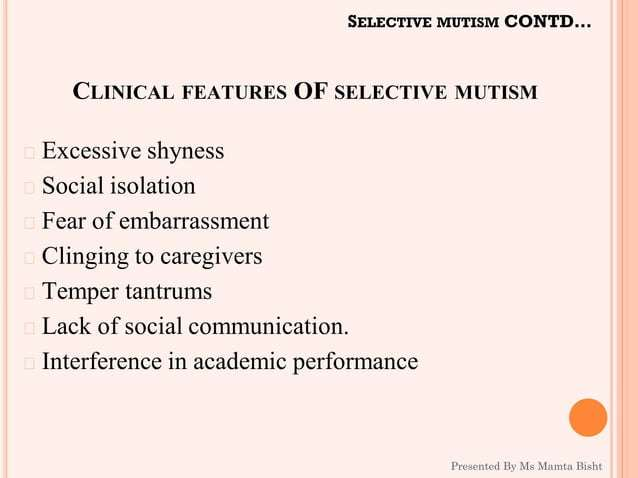 SELECTIVE MUTISM CONTD...
CLINICAL FEATURES OF SELECTIVE MUTISM
Excessive shyness
Social isolation
Fear of embarrassment
Clinging to caregivers
Temper tantrums
Lack of social communication.
Interference in academic performance
Presented By Ms Mamta Bisht